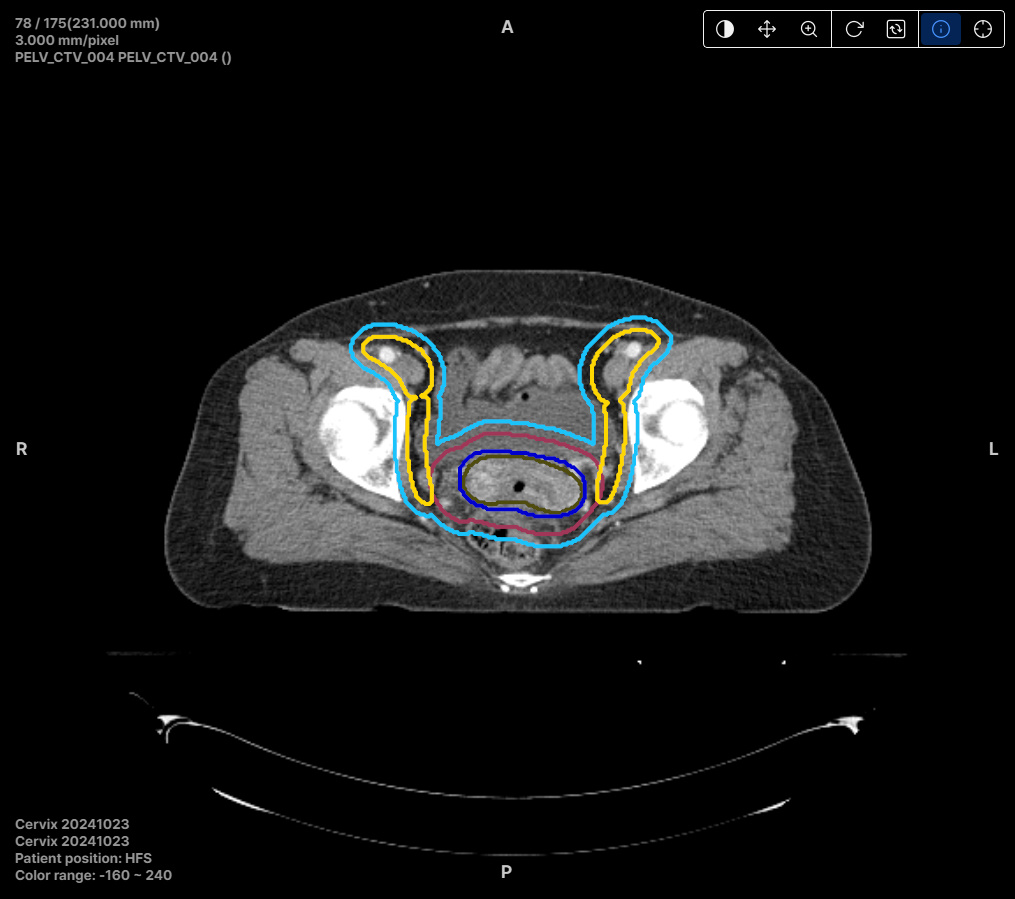 78 / 175(231.000 mm)
3.000 mm/pixel
PELV_CTV_004 PELV_CTV_004 ()
A
R
L
Cervix 20241023
Cervix 20241023
Patient position: HFS
Color range: -160 ~ 240
P